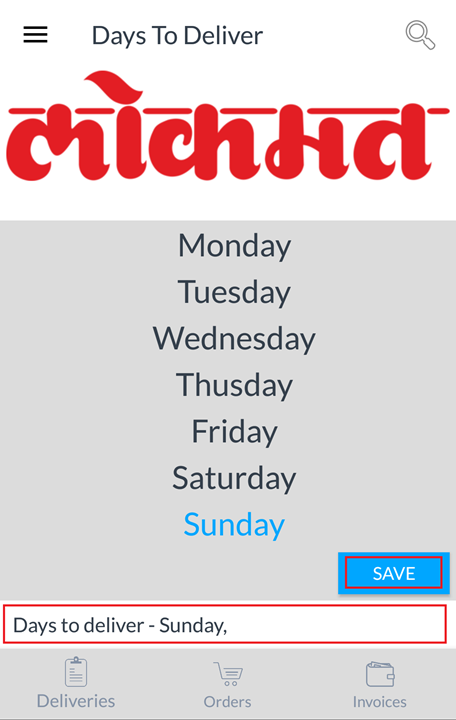 Days To Deliver
लोकमत
Monday
Tuesday
Wednesday
Thusday
Friday
Saturday
Sunday
SAVE
Days to deliver - Sunday,
Deliveries
Orders
Invoices